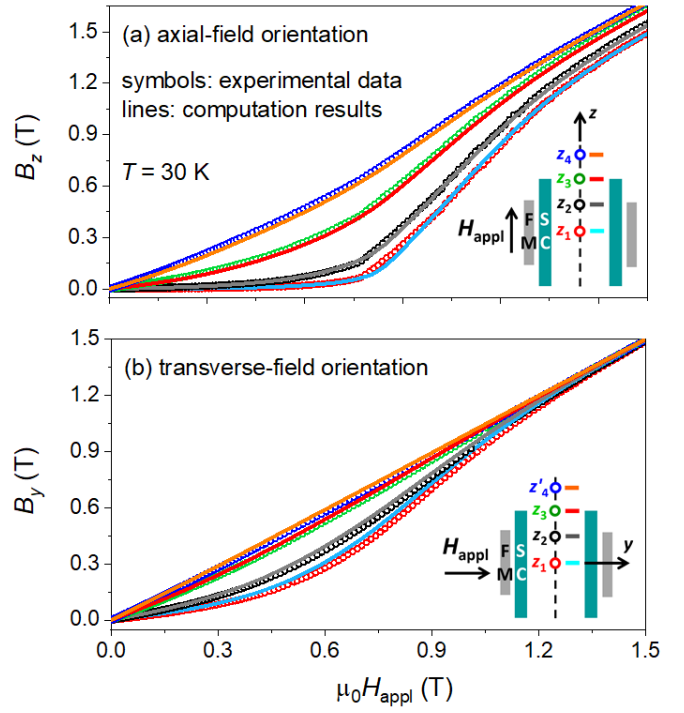 (a) axial-field orientation
symbols: experimental data
lines: computation results
T = 30 K
B_z (T)
1.5
1.2
0.9
0.6
0.3
0.0
z
z₄
z₃
z₂
z₁
F S
M C
H_appl
(b) transverse-field orientation
B_y (T)
1.5
1.2
0.9
0.6
0.3
0.0
z'₄
z₃
z₂
z₁
F S
M C
H_appl
y
0.0 0.3 0.6 0.9 1.2 1.5
μ₀H_appl (T)